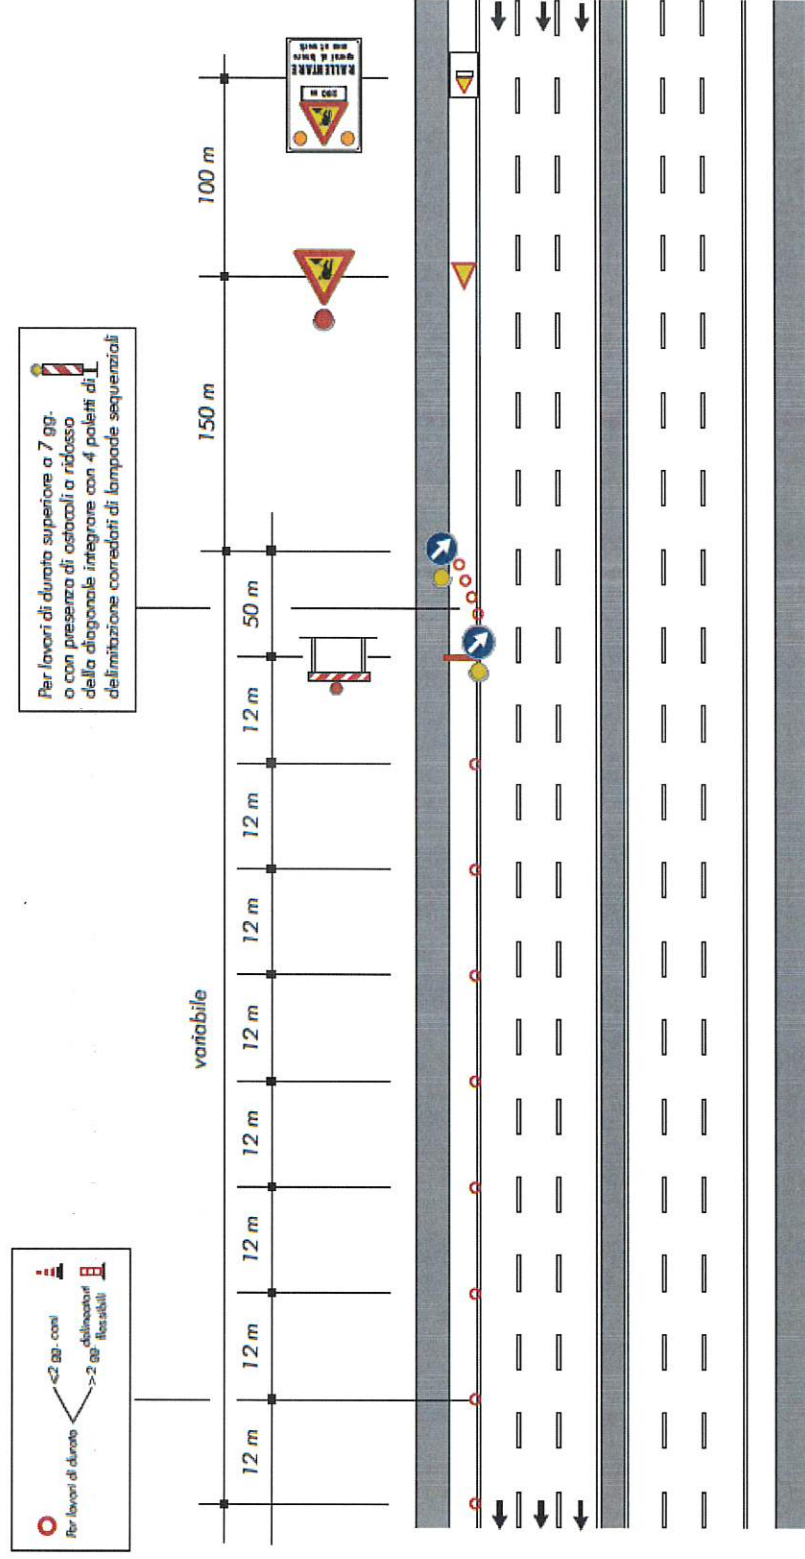 Per lavori di durata superiore a 7 gg.
o con presenza di ostacoli a ridosso
della diagonale integrare con 4 paletti di
delimitazione corredati di lampade sequenziali
Per lavori di durata
<2 gg. coni
>2 gg. delineatori
flessibili
variabile
150 m
100 m
12 m
12 m
12 m
12 m
12 m
12 m
12 m
12 m
50 m
RALLENTARE